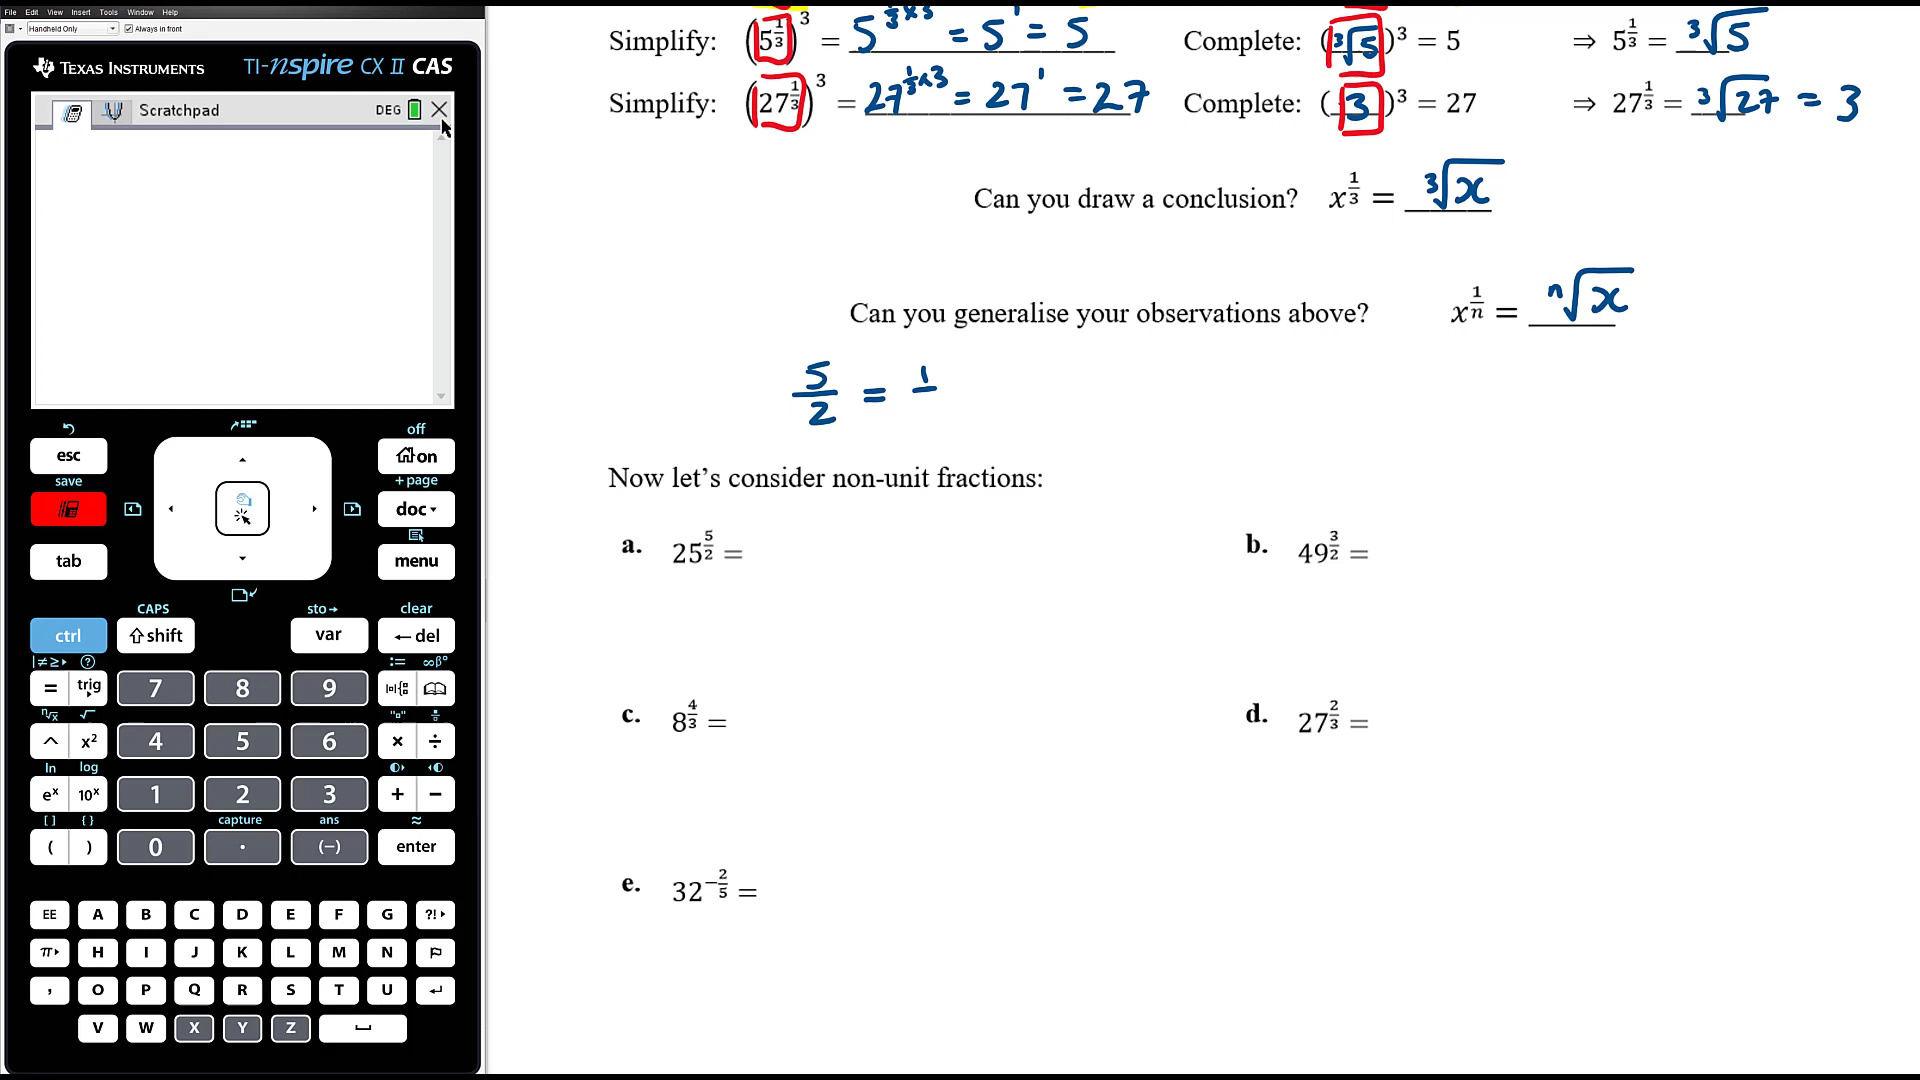 File Edit View Insert Tools Window Help
Handheld Only Always in front
TEXAS INSTRUMENTS TI-nspire CX II CAS
Scratchpad DEG
off
esc on
save + page
doc
tab menu
CAPS sto→ clear
ctrl ⇧shift var ←del
|≠≥▸ ? := ∞β°
= trig 7 8 9
ⁿ√x √ "▫" ÷
^ x² 4 5 6 × ÷
ln log
eˣ 10ˣ 1 2 3 + −
[ ] { } capture ans ≈
( ) 0 . (−) enter
EE A B C D E F G ?!▸
π▸ H I J K L M N
, O P Q R S T U ↵
V W X Y Z
Simplify: (5^{1/3})^3 = 5^{1/3×3} = 5^1 = 5 Complete: (∛5)^3 = 5 ⇒ 5^{1/3} = ∛5
Simplify: (27^{1/3})^3 = 27^{1/3×3} = 27^1 = 27 Complete: (3)^3 = 27 ⇒ 27^{1/3} = ∛27 = 3
Can you draw a conclusion? x^{1/3} = ∛x
Can you generalise your observations above? x^{1/n} = ⁿ√x
5/2 = 1/
Now let’s consider non-unit fractions:
a. 25^{5/2} = b. 49^{3/2} =
c. 8^{4/3} = d. 27^{2/3} =
e. 32^{−2/5} =